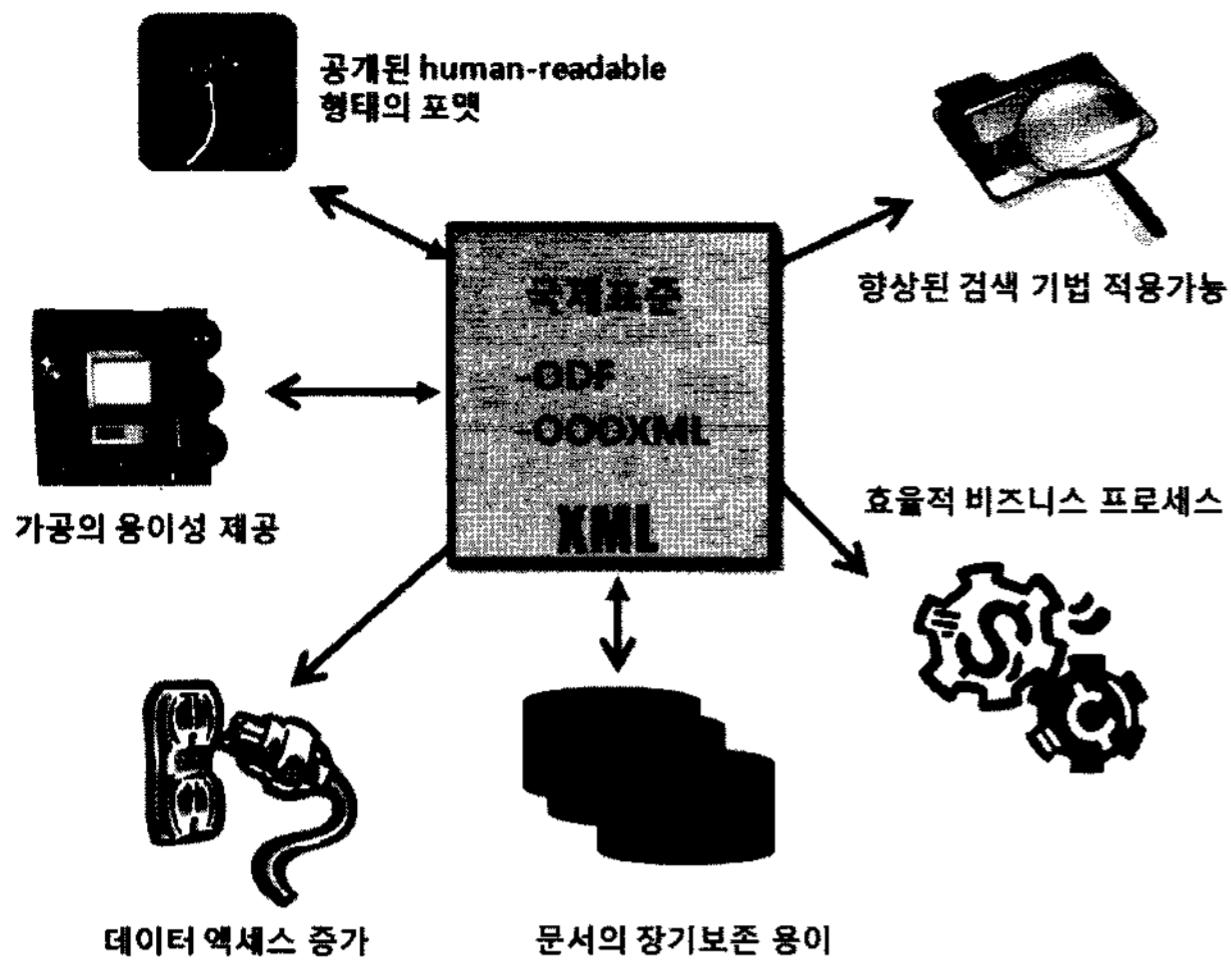 공개된 human-readable
형태의 포맷
향상된 검색 기법 적용가능
국제표준
-ODF
-OOOXML
XML
가공의 용이성 제공
효율적 비즈니스 프로세스
데이터 액세스 증가
문서의 장기보존 용이